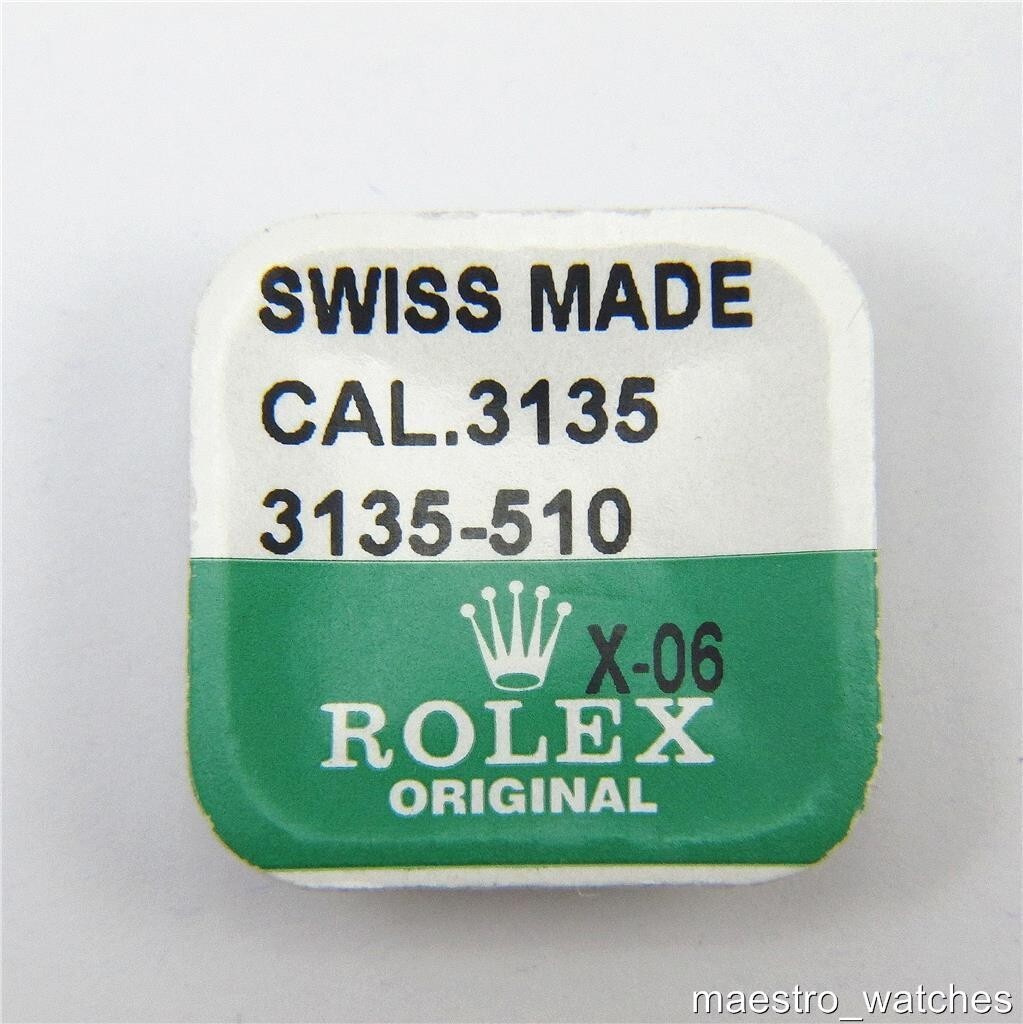 SWISS MADE
CAL.3135
3135-510
X-06
ROLEX
ORIGINAL
maestro_watches